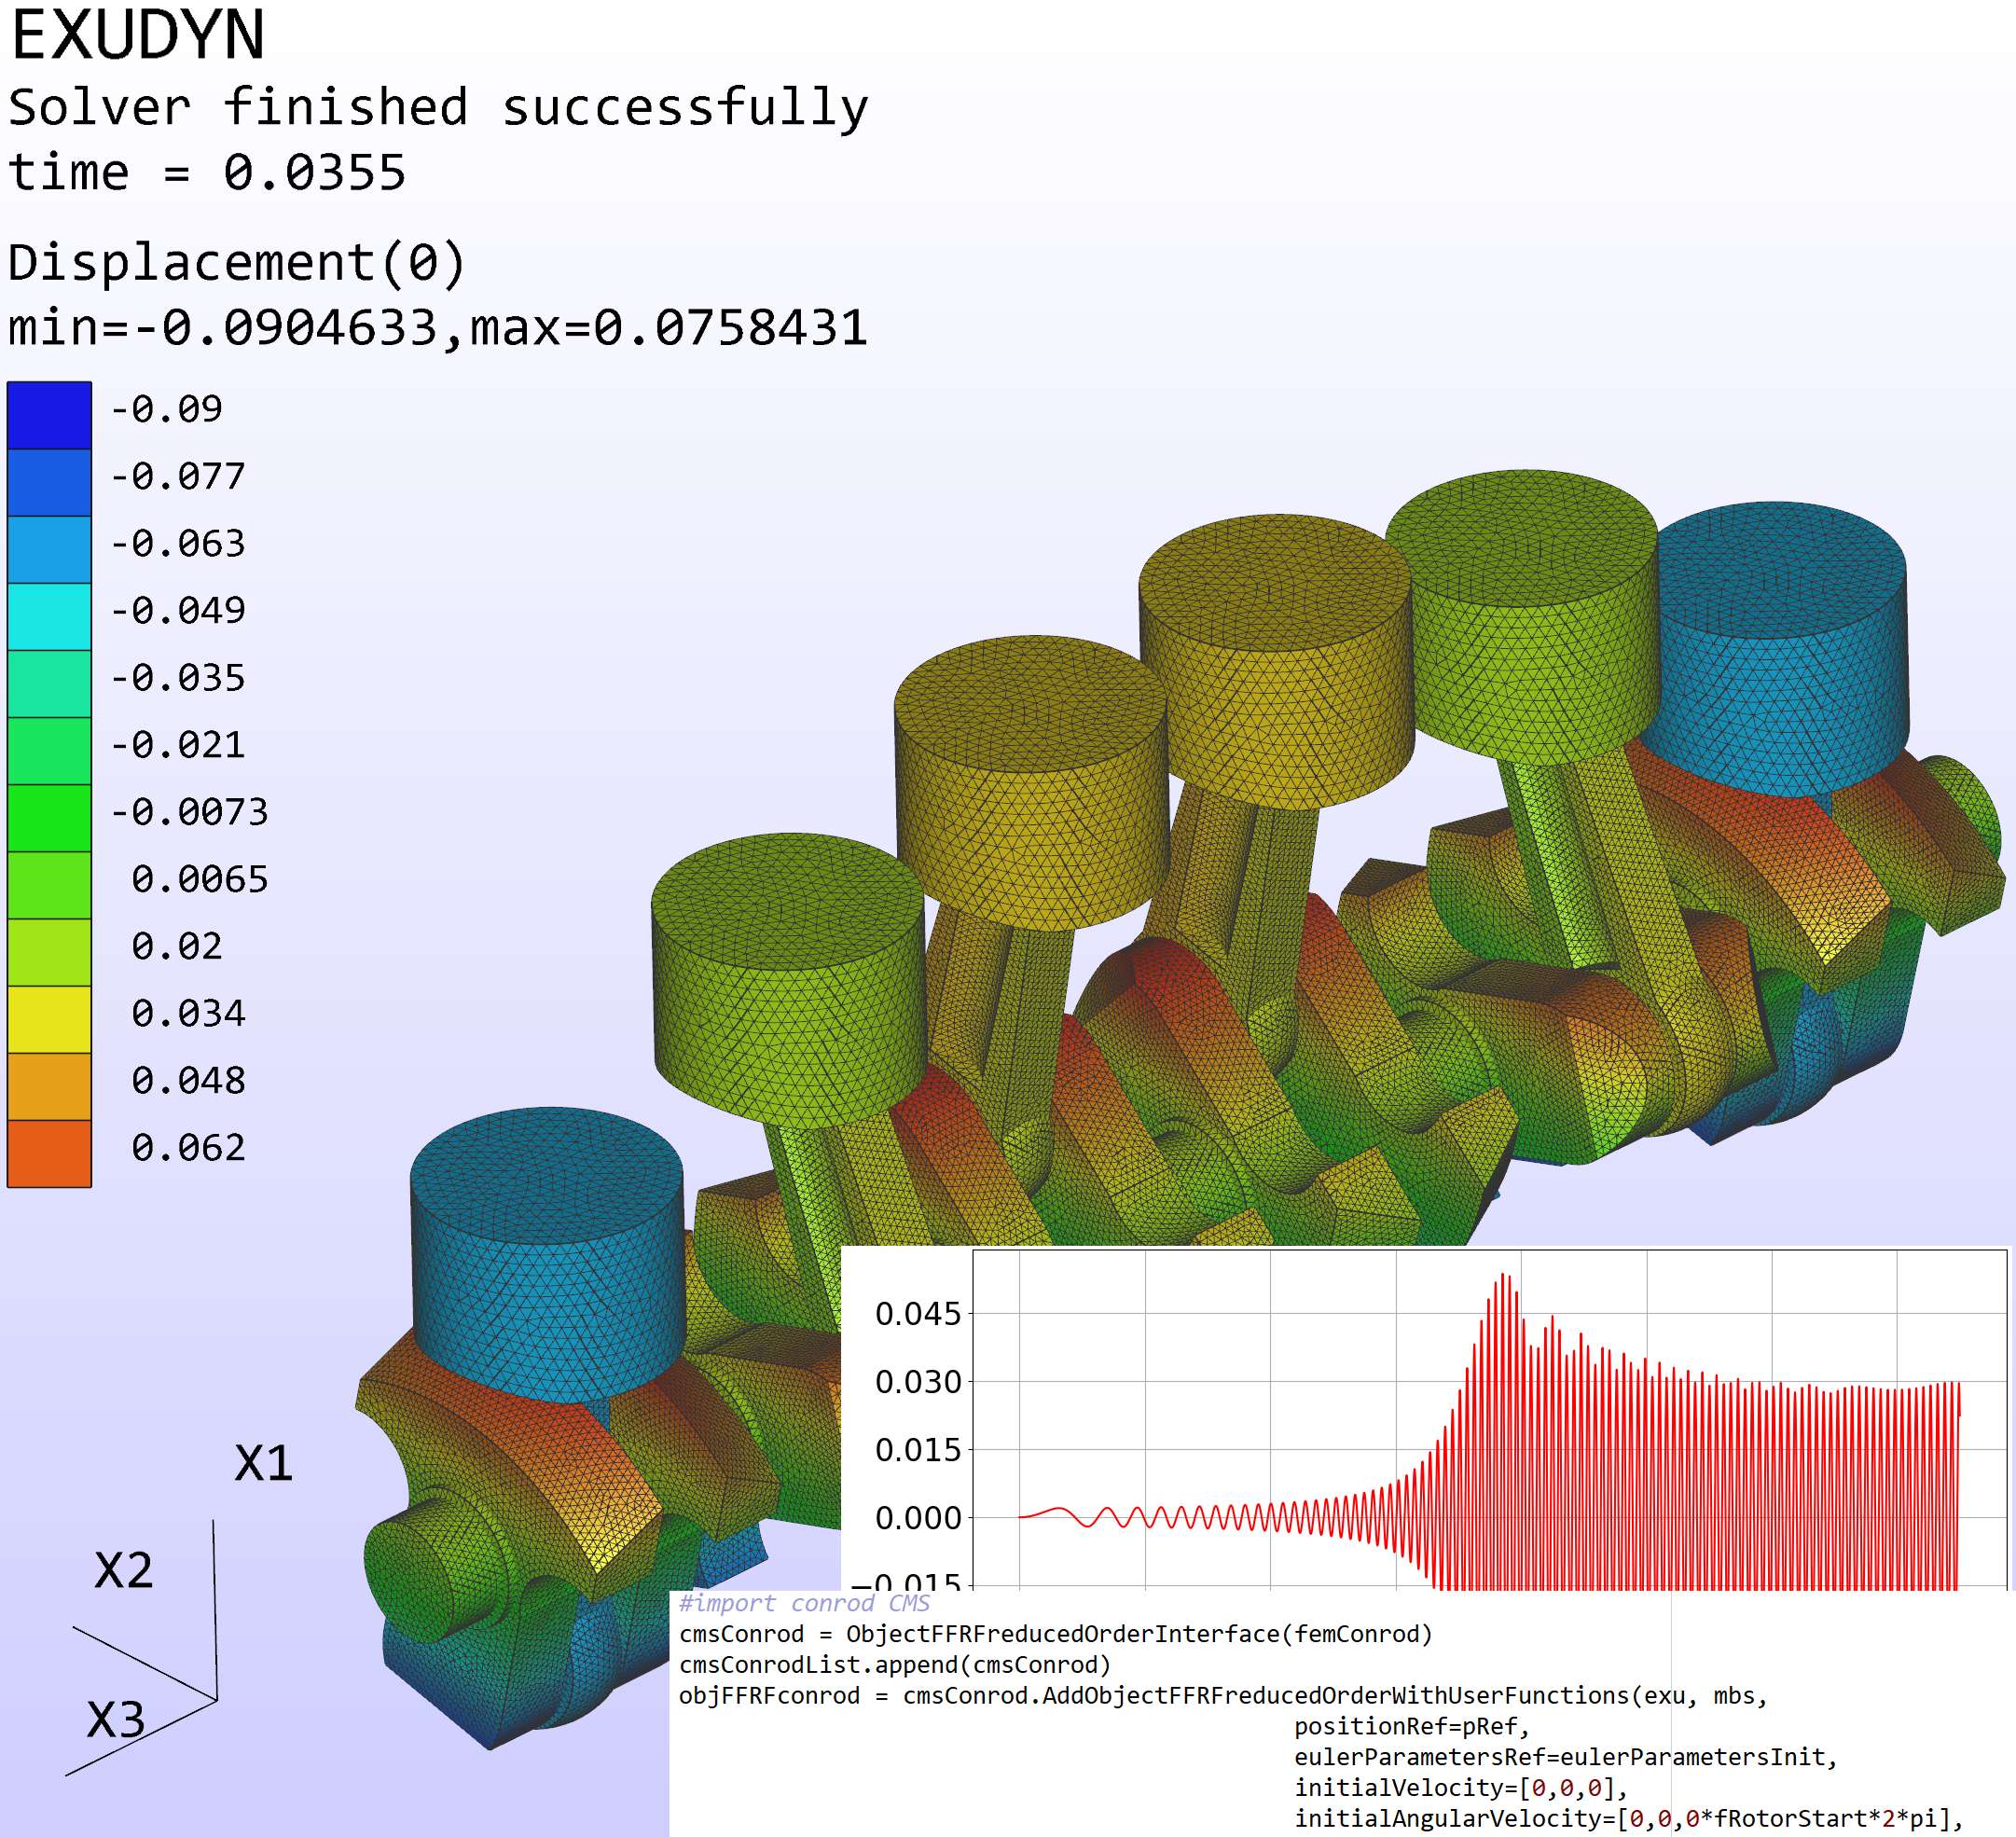 EXUDYN
Solver finished successfully
time = 0.0355
Displacement(0)
min=-0.0904633,max=0.0758431
-0.09
-0.077
-0.063
-0.049
-0.035
-0.021
-0.0073
0.0065
0.02
0.034
0.048
0.062
X1
X2
X3
0.045
0.030
0.015
0.000
−0.015
#import conrod CMS
cmsConrod = ObjectFFRFreducedOrderInterface(femConrod)
cmsConrodList.append(cmsConrod)
objFFRFconrod = cmsConrod.AddObjectFFRFreducedOrderWithUserFunctions(exu, mbs,
positionRef=pRef,
eulerParametersRef=eulerParametersInit,
initialVelocity=[0,0,0],
initialAngularVelocity=[0,0,0*fRotorStart*2*pi],